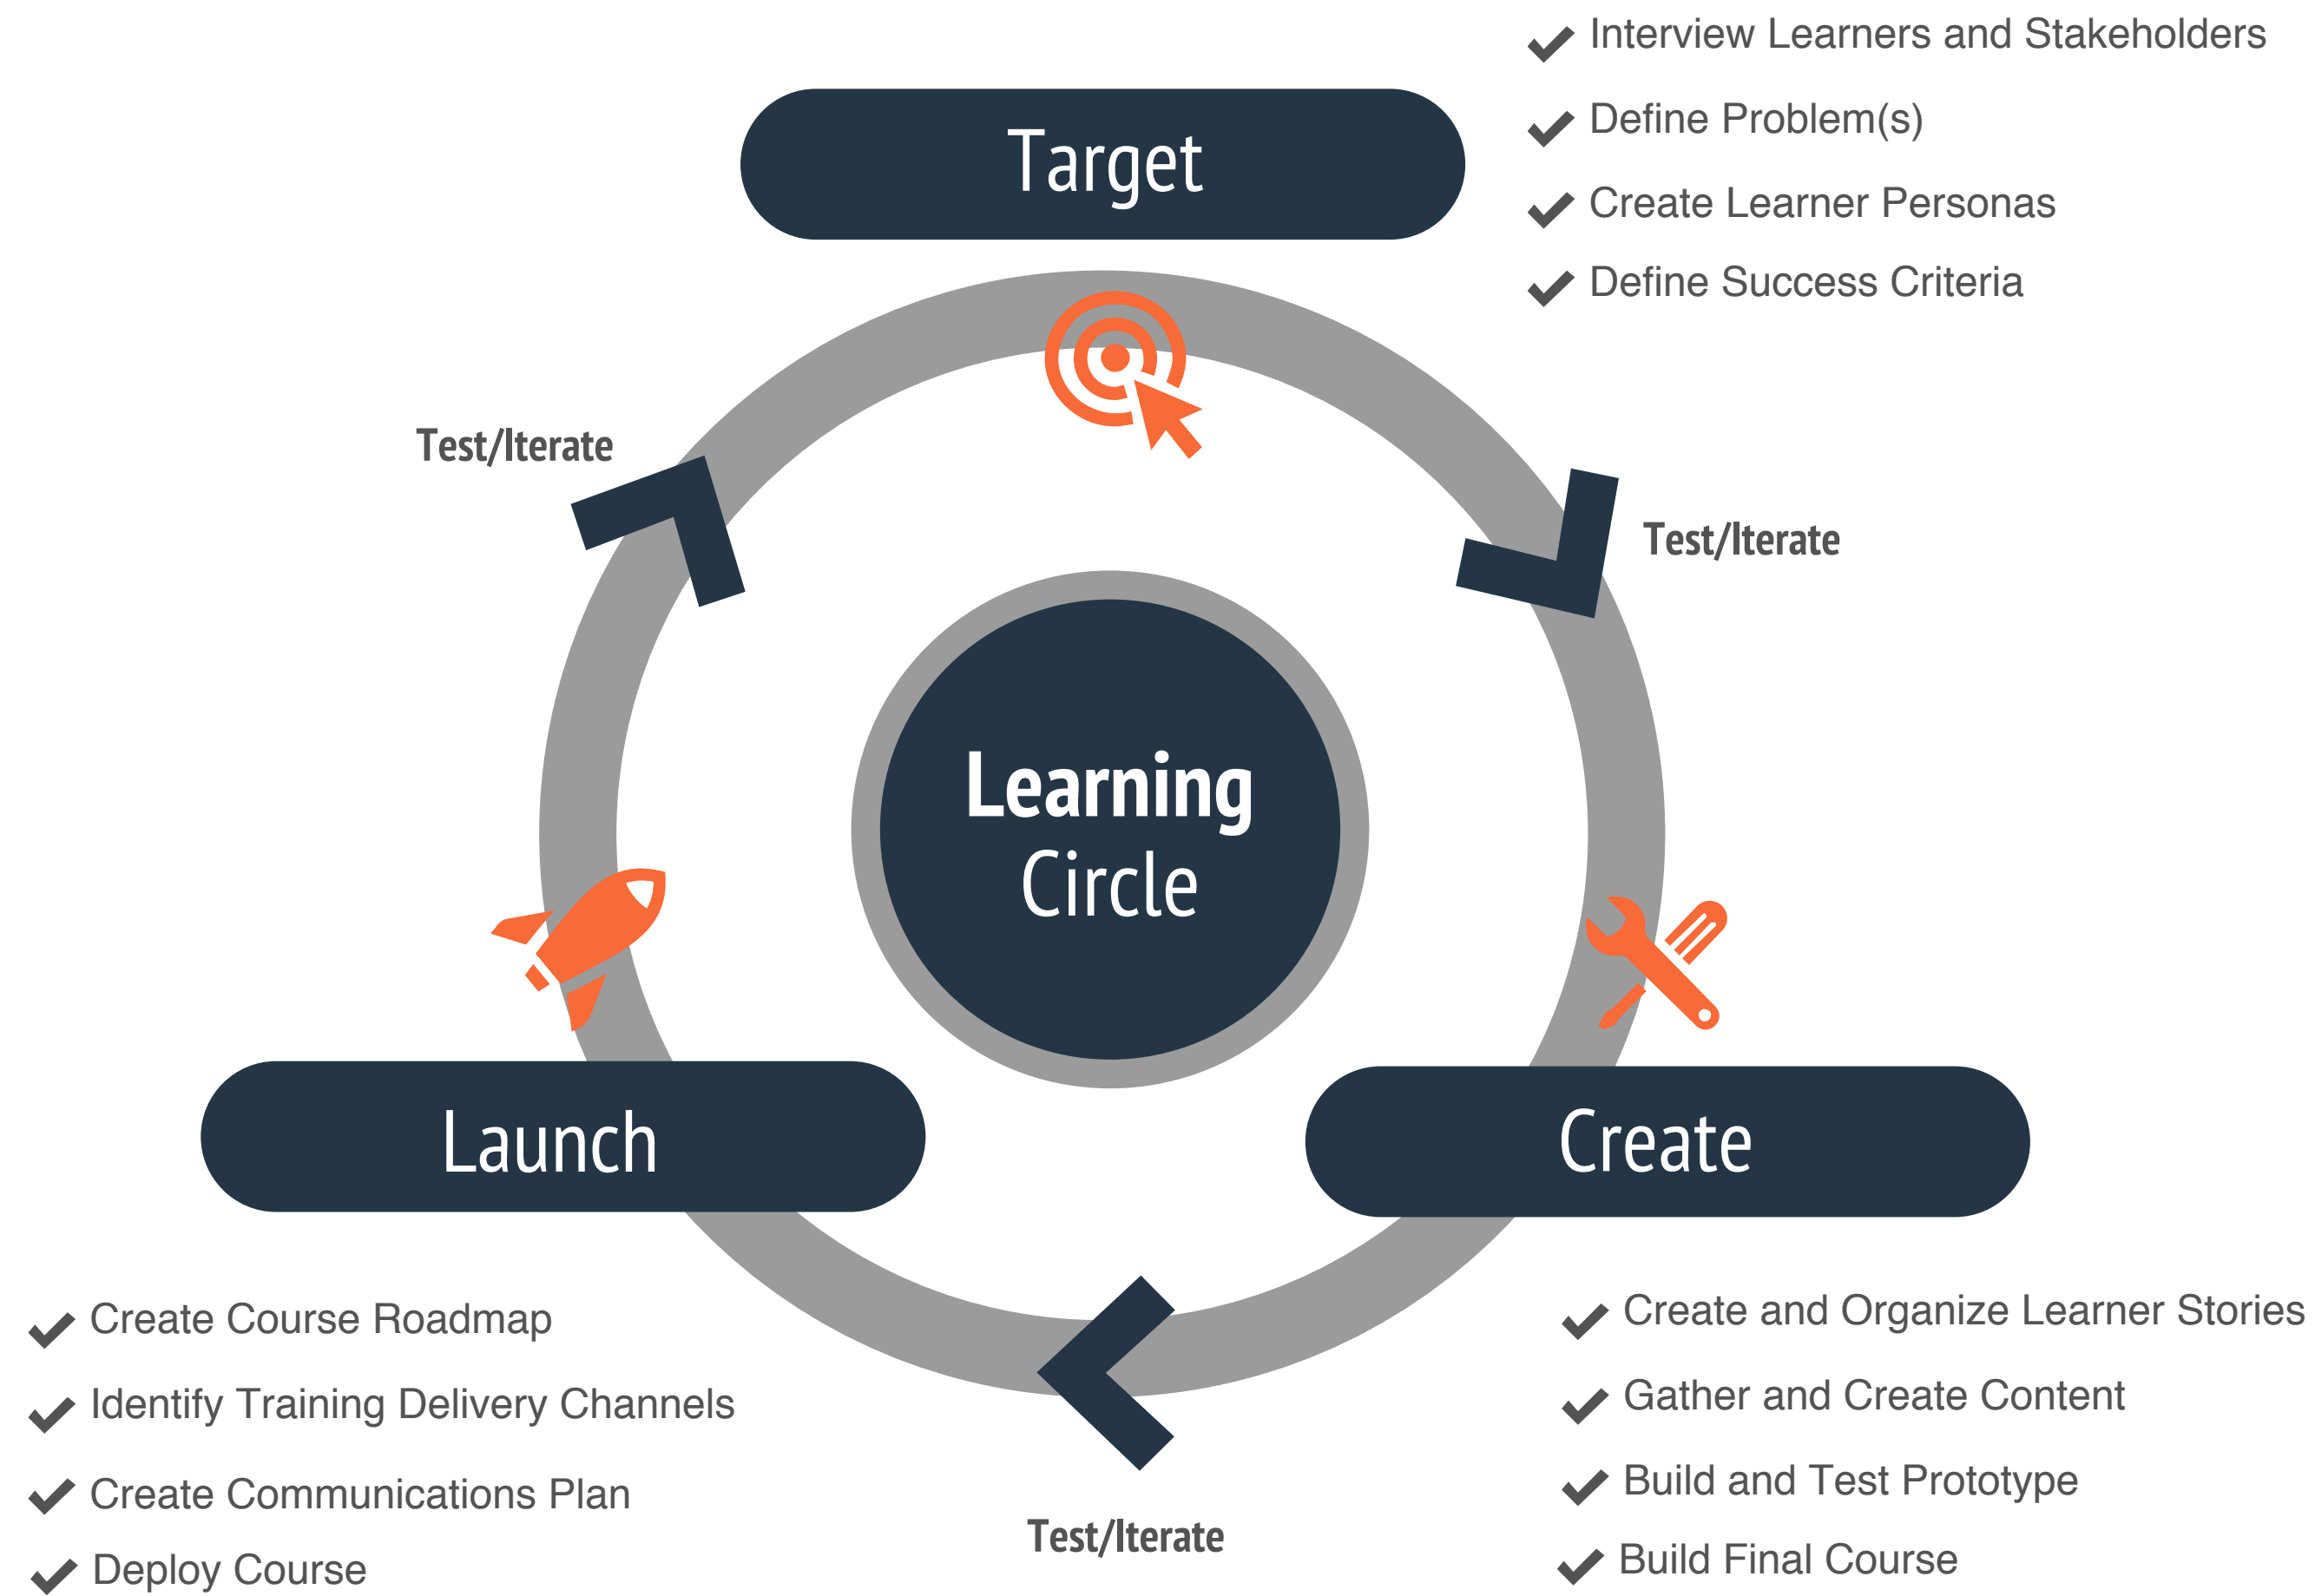 Interview Learners and Stakeholders
Define Problem(s)
Create Learner Personas
Define Success Criteria
Target
Test/Iterate
Test/Iterate
Learning
Circle
Launch
Create
Create Course Roadmap
Identify Training Delivery Channels
Create Communications Plan
Deploy Course
Create and Organize Learner Stories
Gather and Create Content
Build and Test Prototype
Build Final Course
Test/Iterate